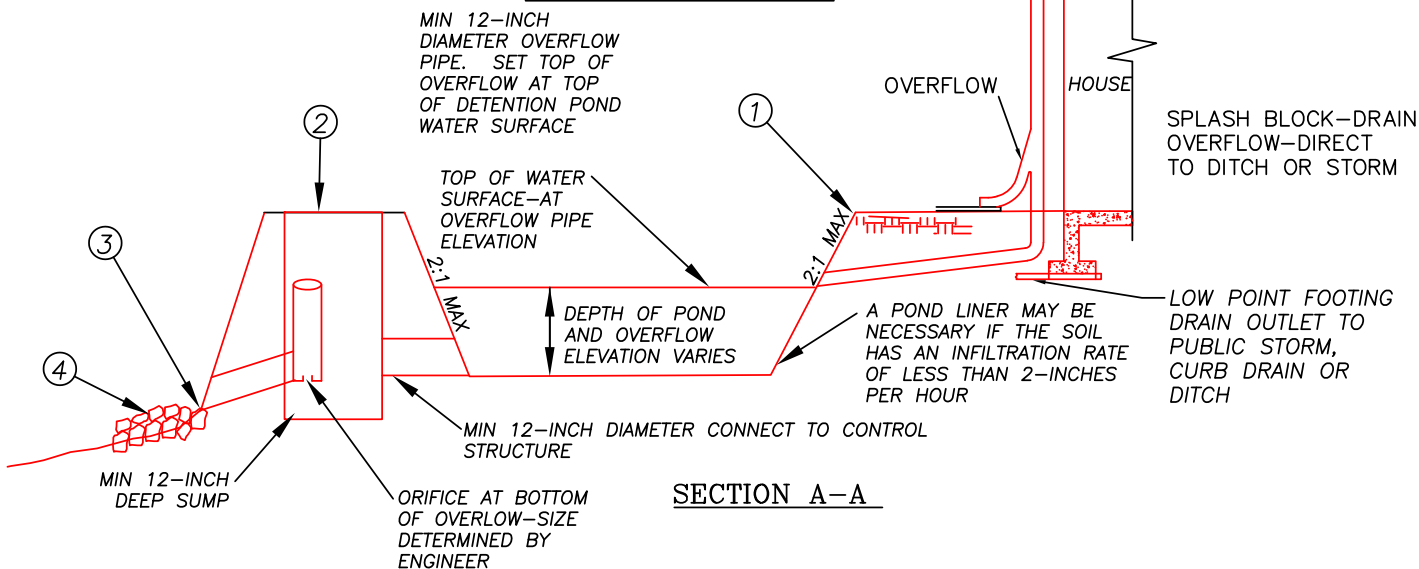 MIN 12-INCH
DIAMETER OVERFLOW
PIPE. SET TOP OF
OVERFLOW AT TOP
OF DETENTION POND
WATER SURFACE
OVERFLOW
HOUSE
SPLASH BLOCK-DRAIN
OVERFLOW-DIRECT
TO DITCH OR STORM
1
2
TOP OF WATER
SURFACE-AT
OVERFLOW PIPE
ELEVATION
3
2:1 MAX
2:1 MAX
DEPTH OF POND
AND OVERFLOW
ELEVATION VARIES
A POND LINER MAY BE
NECESSARY IF THE SOIL
HAS AN INFILTRATION RATE
OF LESS THAN 2-INCHES
PER HOUR
LOW POINT FOOTING
DRAIN OUTLET TO
PUBLIC STORM,
CURB DRAIN OR
DITCH
4
MIN 12-INCH DIAMETER CONNECT TO CONTROL
STRUCTURE
MIN 12-INCH
DEEP SUMP
ORIFICE AT BOTTOM
OF OVERLOW-SIZE
DETERMINED BY
ENGINEER
SECTION A-A